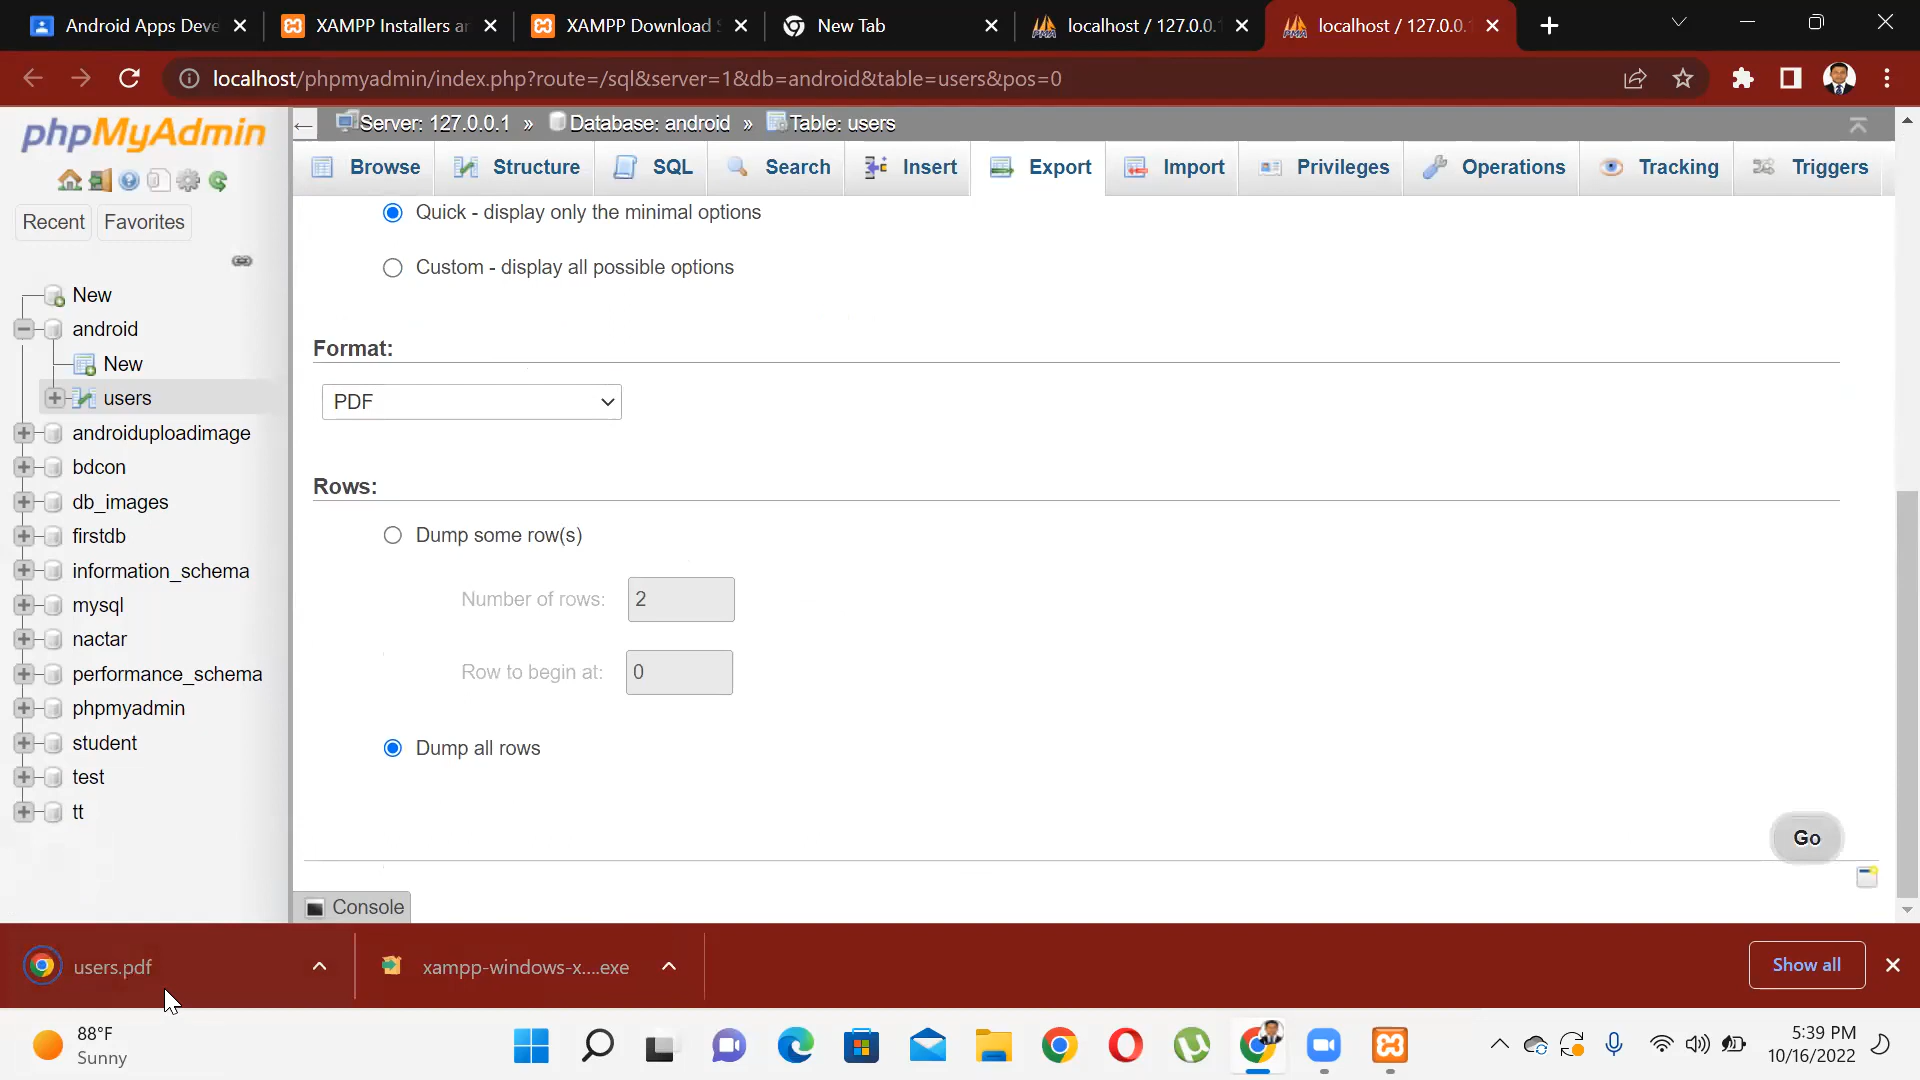 Android Apps Deve
XAMPP Installers an
XAMPP Download
New Tab
localhost / 127.0.0.1
localhost / 127.0.0.1
localhost/phpmyadmin/index.php?route=/sql&server=1&db=android&table=users&pos=0
phpMyAdmin
Server: 127.0.0.1 » Database: android » Table: users
Browse
Structure
SQL
Search
Insert
Export
Import
Privileges
Operations
Tracking
Triggers
Recent
Favorites
New
android
New
users
androiduploadimage
bdcon
db_images
firstdb
information_schema
mysql
nactar
performance_schema
phpmyadmin
student
test
tt
Quick - display only the minimal options
Custom - display all possible options
Format:
PDF
Rows:
Dump some row(s)
Number of rows: 2
Row to begin at: 0
Dump all rows
Go
Console
users.pdf
xampp-windows-x....exe
Show all
88°F
Sunny
5:39 PM
10/16/2022